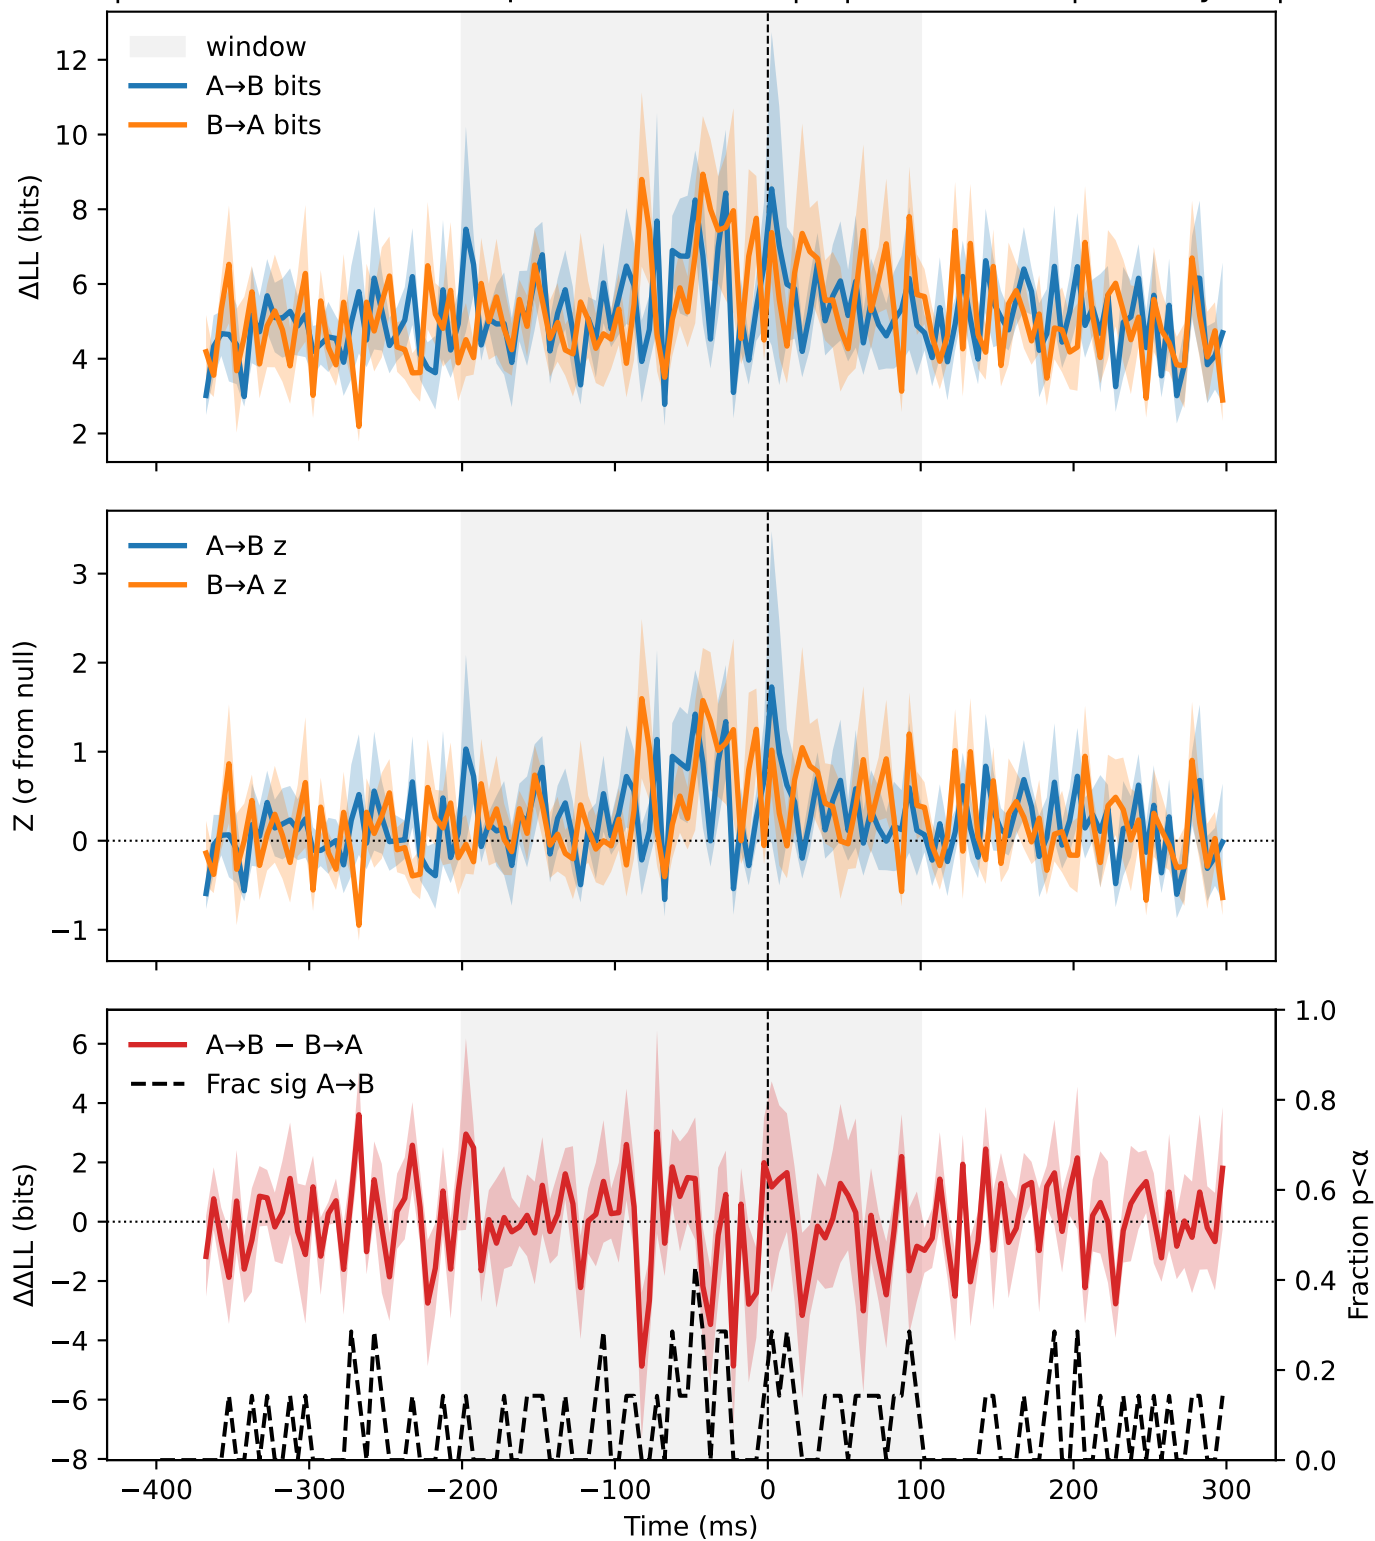 window
A→B bits
B→A bits
ΔLL (bits)
12
10
8
6
4
2
A→B z
B→A z
Z (σ from null)
3
2
1
0
−1
A→B − B→A
Frac sig A→B
ΔΔLL (bits)
6
4
2
0
−2
−4
−6
−8
1.0
0.8
0.6
0.4
0.2
0.0
Fraction p<α
−400
−300
−200
−100
0
100
200
300
Time (ms)